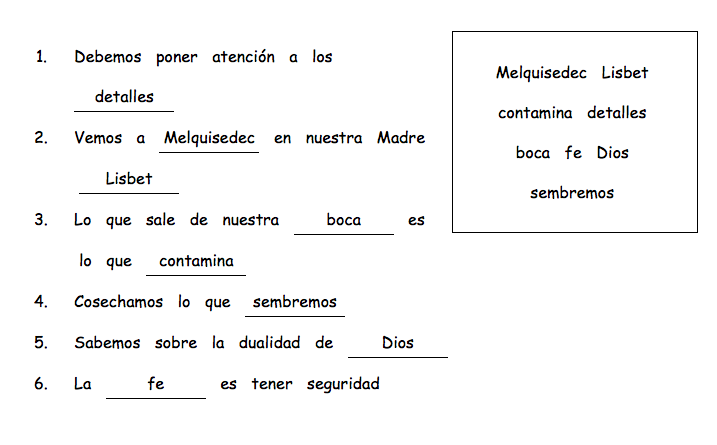 1. Debemos poner atención a los
detalles
2. Vemos a Melquisedec en nuestra Madre
Lisbet
3. Lo que sale de nuestra boca es
lo que contamina
4. Cosechamos lo que sembremos
5. Sabemos sobre la dualidad de Dios
6. La fe es tener seguridad
Melquisedec Lisbet
contamina detalles
boca fe Dios
sembremos